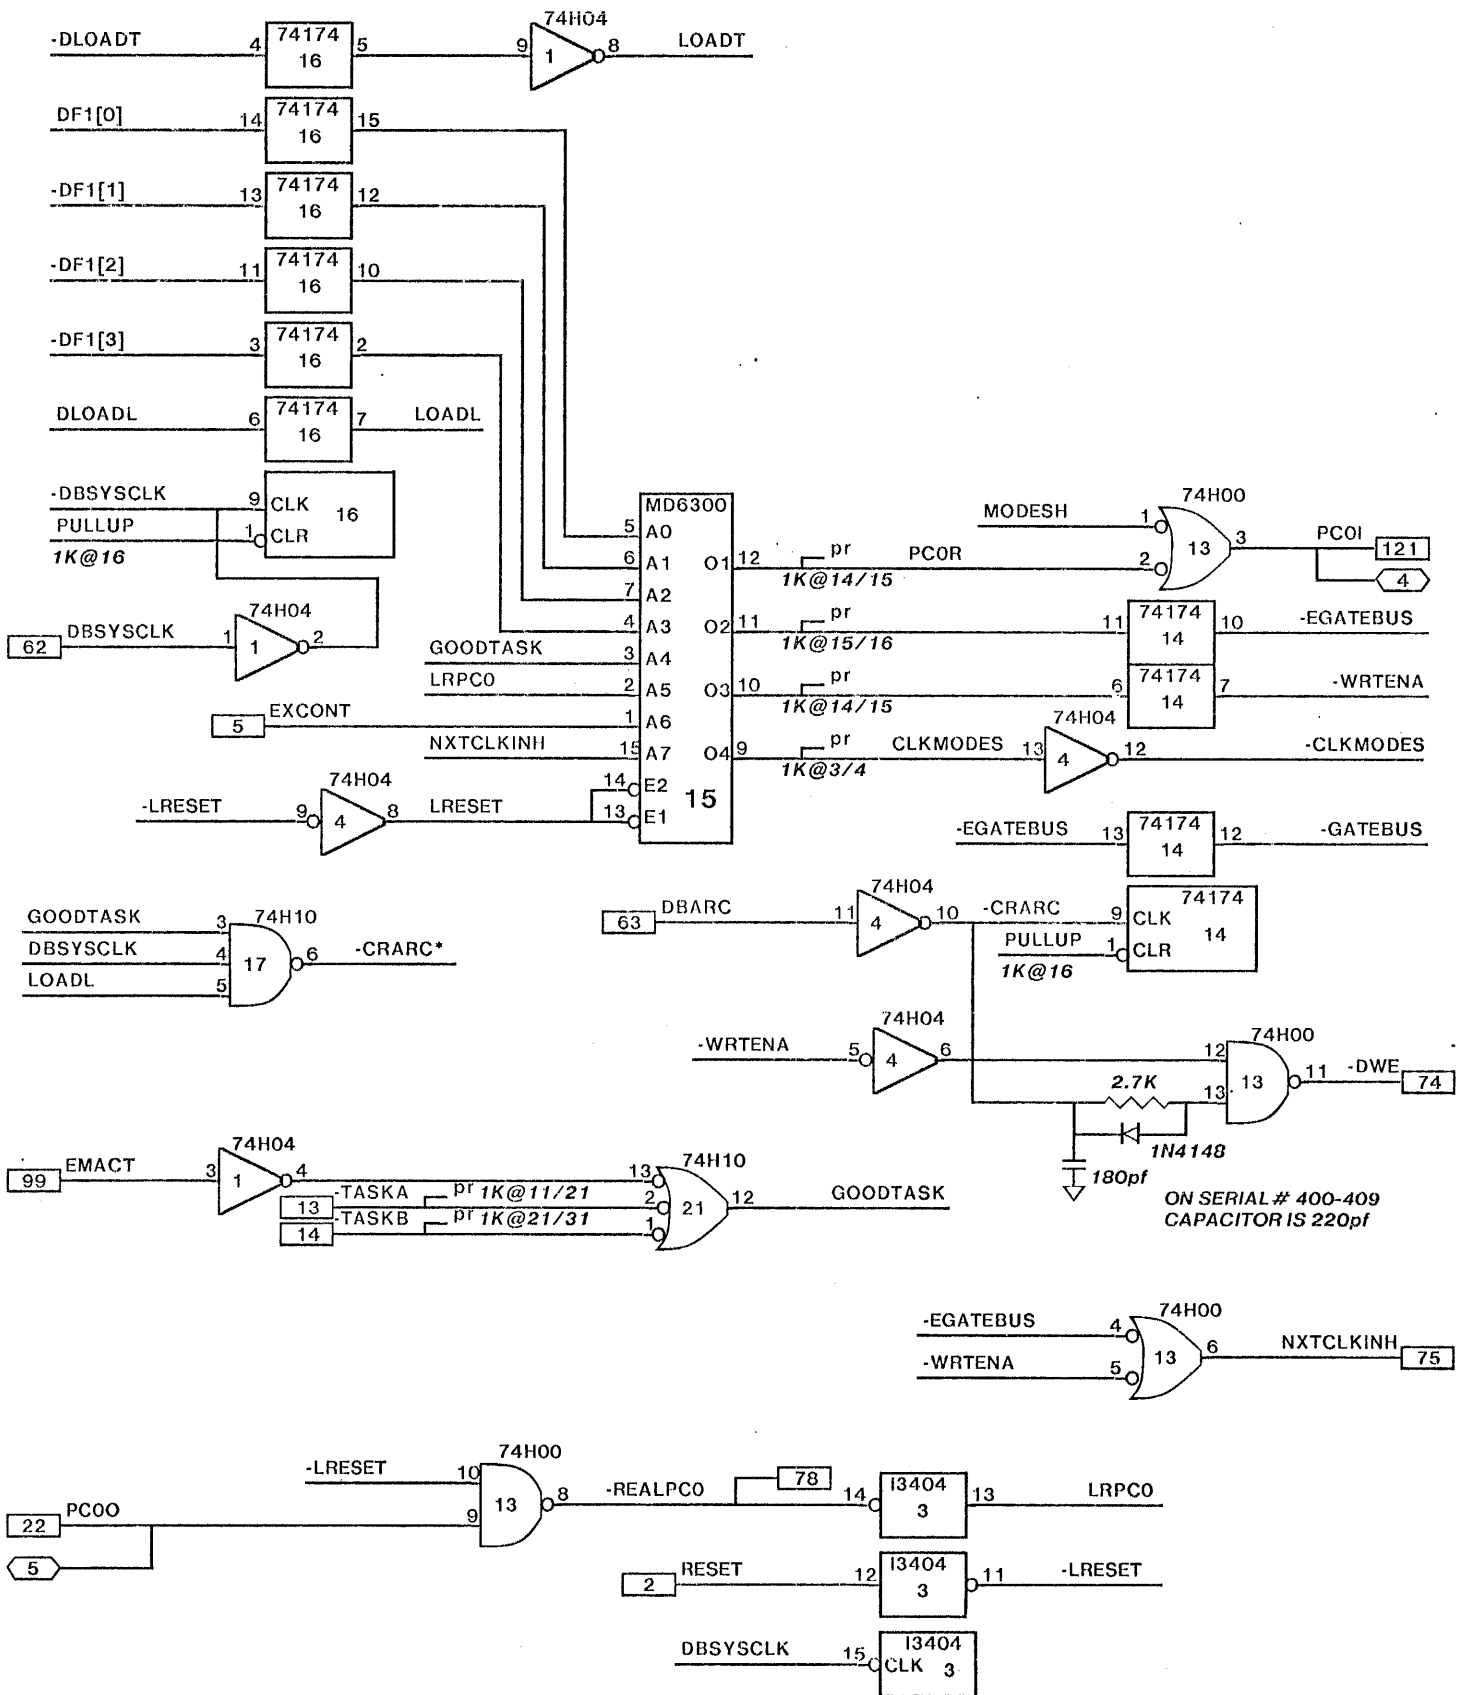 74H04
-DLOADT 4 74174 16 5 9 1 8 LOADT
DF1[0] 14 74174 16 15
-DF1[1] 13 74174 16 12
-DF1[2] 11 74174 16 10
-DF1[3] 3 74174 16 2
DLOADL 6 74174 16 7 LOADL
-DBSYSCLK 9 CLK 16
PULLUP 1 CLR
1K@16
74H04
62 DBSYSCLK 1 1 2
MD6300
5 A0
6 A1 O1 12 pr PC0R
1K@14/15
7 A2
4 A3 O2 11 pr
1K@15/16
GOODTASK 3 A4
LRPC0 2 A5 O3 10 pr
1K@14/15
5 EXCONT 1 A6
NXTCLKINH 15 A7 O4 9 pr CLKMODES
1K@3/4
14 E2
13 E1
15
74H04
-LRESET 9 4 8 LRESET
74H00
MODESH 1
2 13 3 PC0I 121
4
11 74174 14 10 -EGATEBUS
6 74174 14 7 -WRTENA
74H04
13 4 12 -CLKMODES
-EGATEBUS 13 74174 14 12 -GATEBUS
74H04
63 DBARC 11 4 10 -CRARC 9 CLK 74174 14
PULLUP 1 CLR
1K@16
74H10
GOODTASK 3
DBSYSCLK 4 17 6 -CRARC*
LOADL 5
74H04
-WRTENA 5 4 6
74H00
12
13 13 11 -DWE 74
2.7K
1N4148
180pf
ON SERIAL# 400-409
CAPACITOR IS 220pf
74H04
99 EMACT 3 1 4
74H10
13
13 -TASKA pr 1K@11/21 2 21 12 GOODTASK
14 -TASKB pr 1K@21/31 1
74H00
-EGATEBUS 4
-WRTENA 5 13 6 NXTCLKINH 75
74H00
-LRESET 10
22 PC0O 9 13 8 -REALPC0 78
5
14 I3404 3 13 LRPC0
2 RESET 12 I3404 3 11 -LRESET
DBSYSCLK 15 I3404 CLK 3